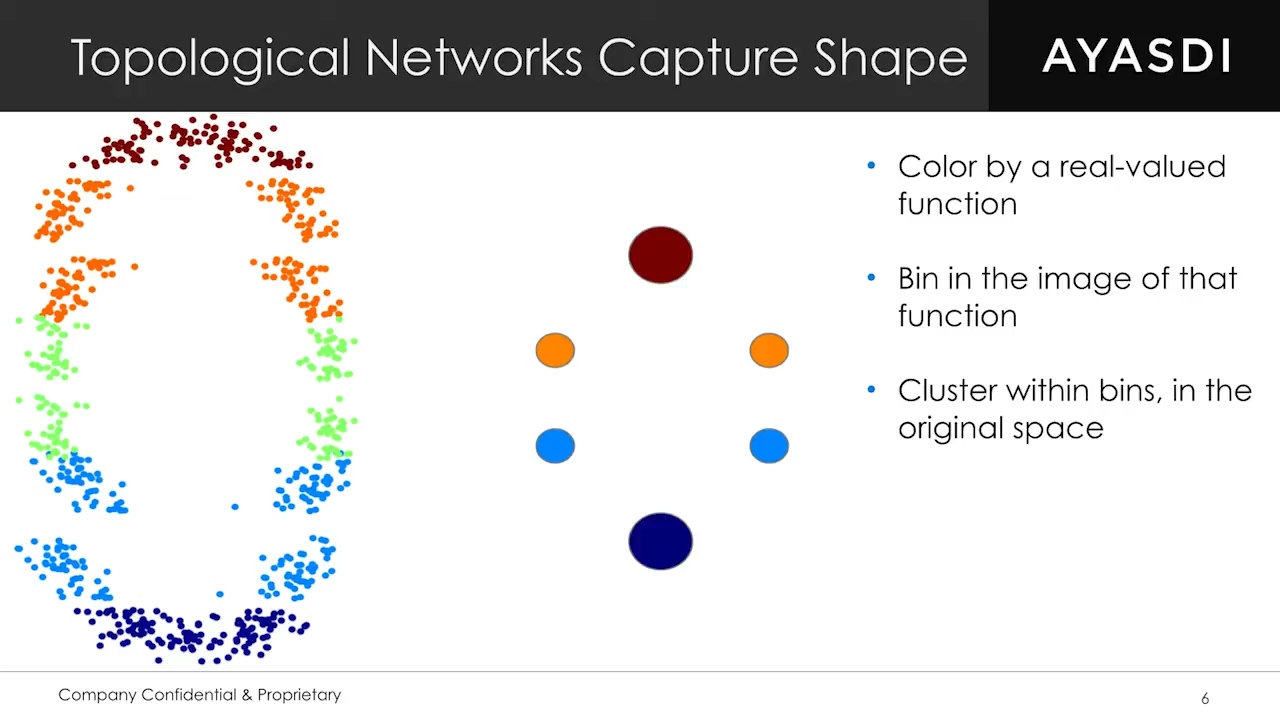 Topological Networks Capture Shape
AYASDI
• Color by a real-valued
function
• Bin in the image of that
function
• Cluster within bins, in the
original space
Company Confidential & Proprietary
6